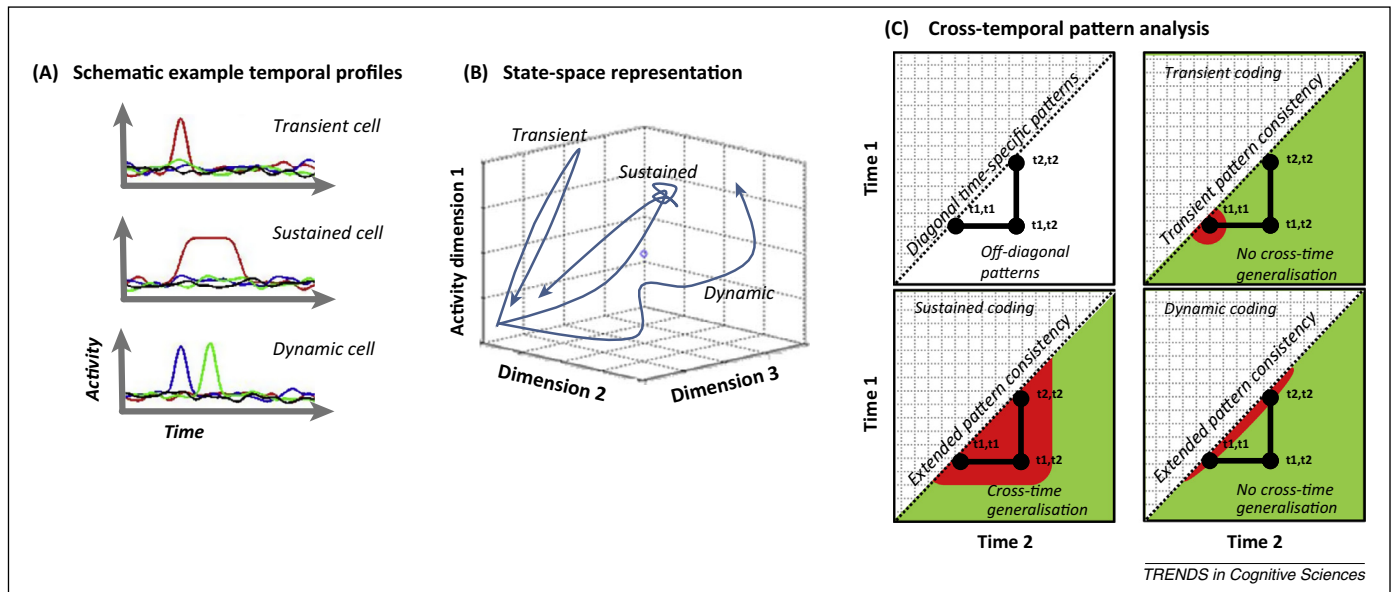 (A) Schematic example temporal profiles
Transient cell
Sustained cell
Dynamic cell
Activity
Time
(B) State-space representation
Transient
Sustained
Dynamic
Activity dimension 1
Dimension 2
Dimension 3
(C) Cross-temporal pattern analysis
Time 1
Diagonal time-specific patterns
t2,t2
t1,t1
t1,t2
Off-diagonal
patterns
Transient coding
Transient pattern consistency
t2,t2
t1,t1
t1,t2
No cross-time
generalisation
Time 1
Sustained coding
Extended pattern consistency
t2,t2
t1,t1
t1,t2
Cross-time
generalisation
Time 2
Dynamic coding
Extended pattern consistency
t2,t2
t1,t1
t1,t2
No cross-time
generalisation
Time 2
TRENDS in Cognitive Sciences